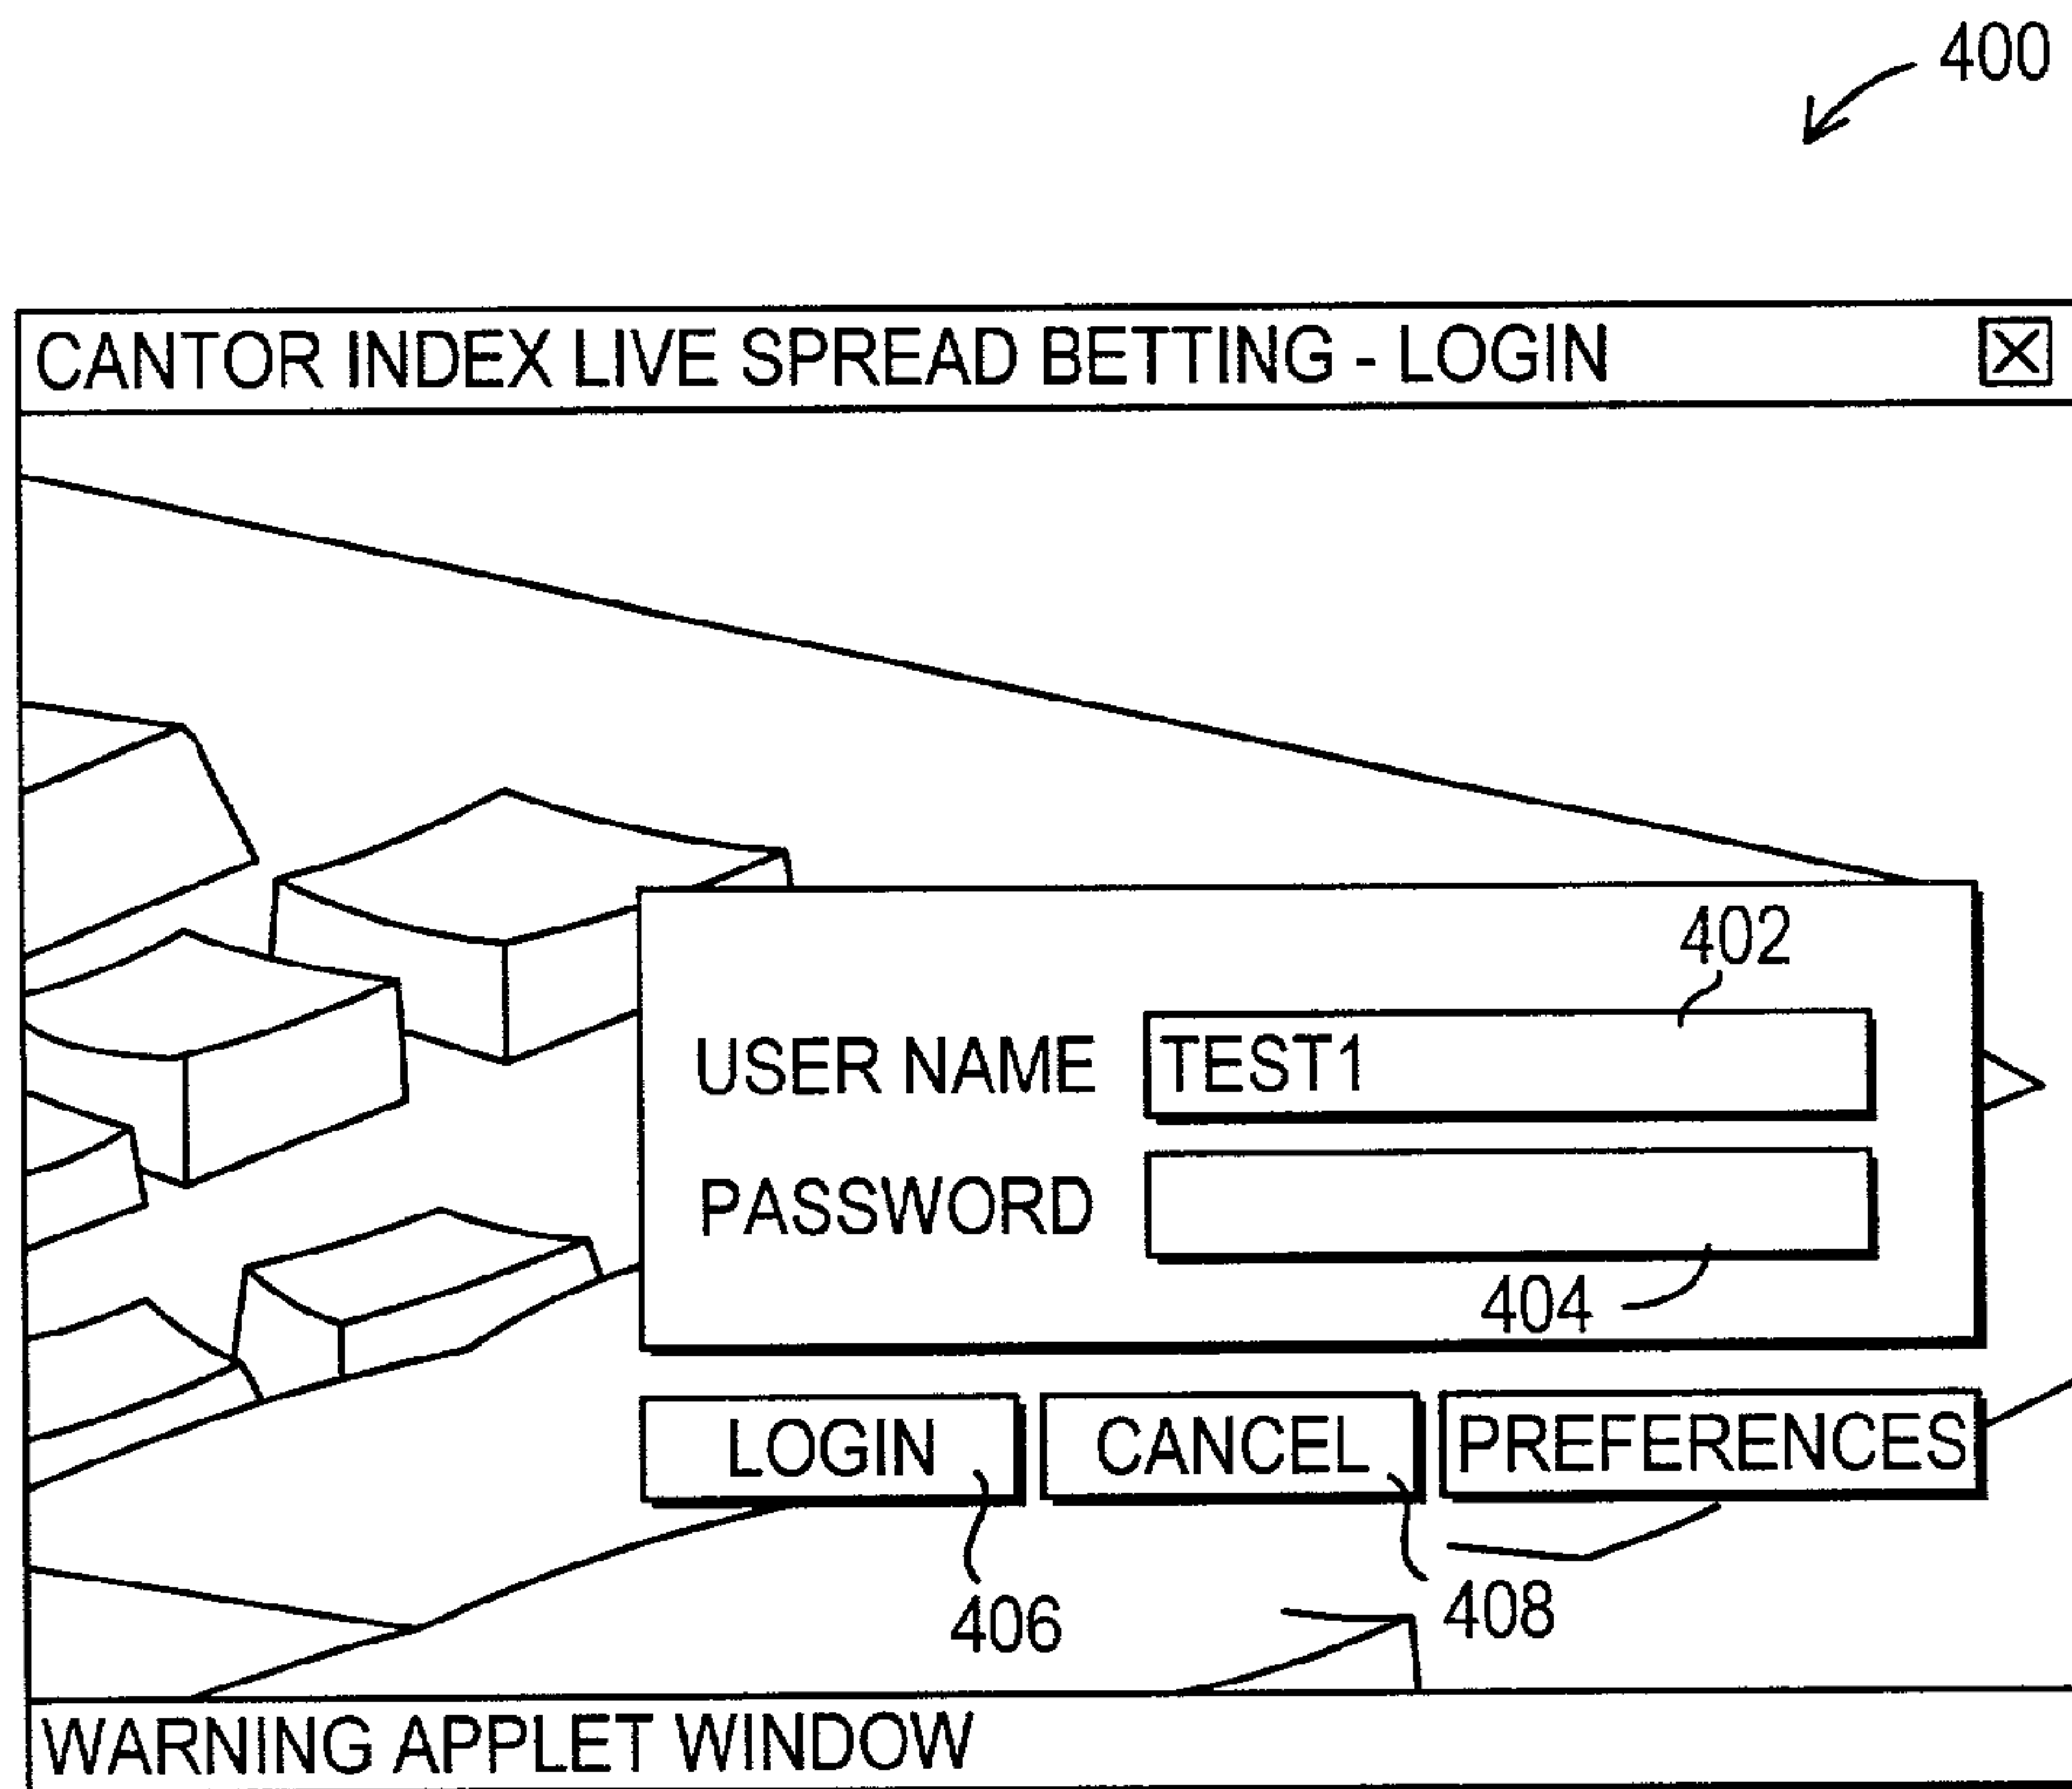 400
CANTOR INDEX LIVE SPREAD BETTING - LOGIN
402
USER NAME TEST1
PASSWORD
404
LOGIN CANCEL PREFERENCES
406 408
WARNING APPLET WINDOW